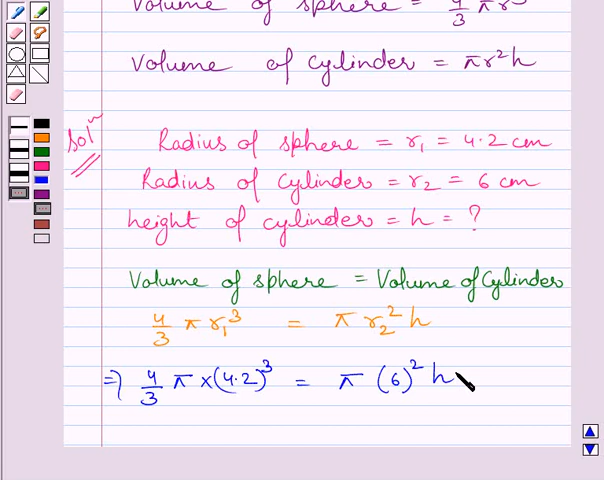 Volume of sphere = 4/3 π r³
Volume of Cylinder = πr²h
Solⁿ
Radius of sphere = r₁ = 4.2 cm
Radius of Cylinder = r₂ = 6 cm
height of cylinder = h = ?
Volume of sphere = Volume of Cylinder
4/3 π r₁³ = π r₂² h
⇒ 4/3 π × (4.2)³ = π (6)² h